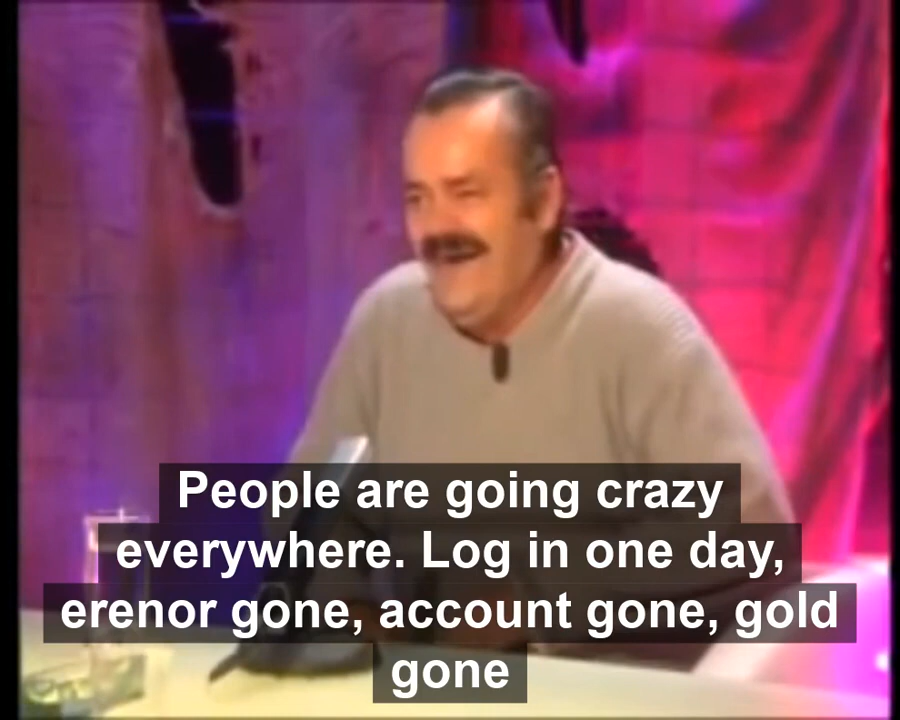 People are going crazy
everywhere. Log in one day,
erenor gone, account gone, gold
gone